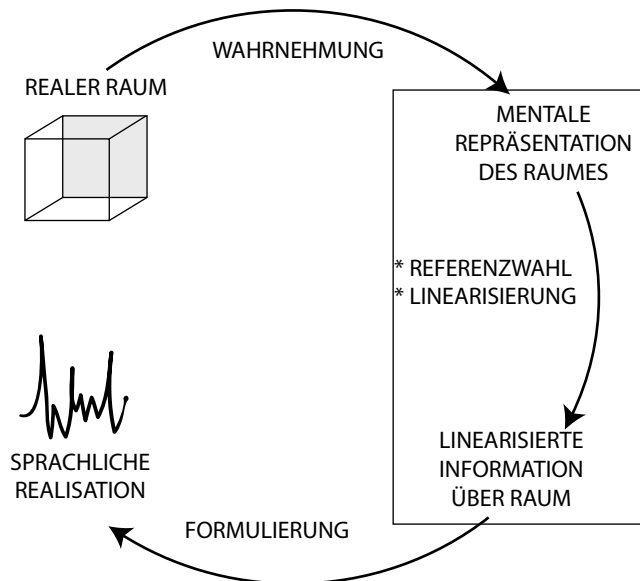 WAHRNEHMUNG
REALER RAUM
MENTALE
REPRÄSENTATION
DES RAUMES
* REFERENZWAHL
* LINEARISIERUNG
LINEARISIERTE
INFORMATION
ÜBER RAUM
SPRACHLICHE
REALISATION
FORMULIERUNG